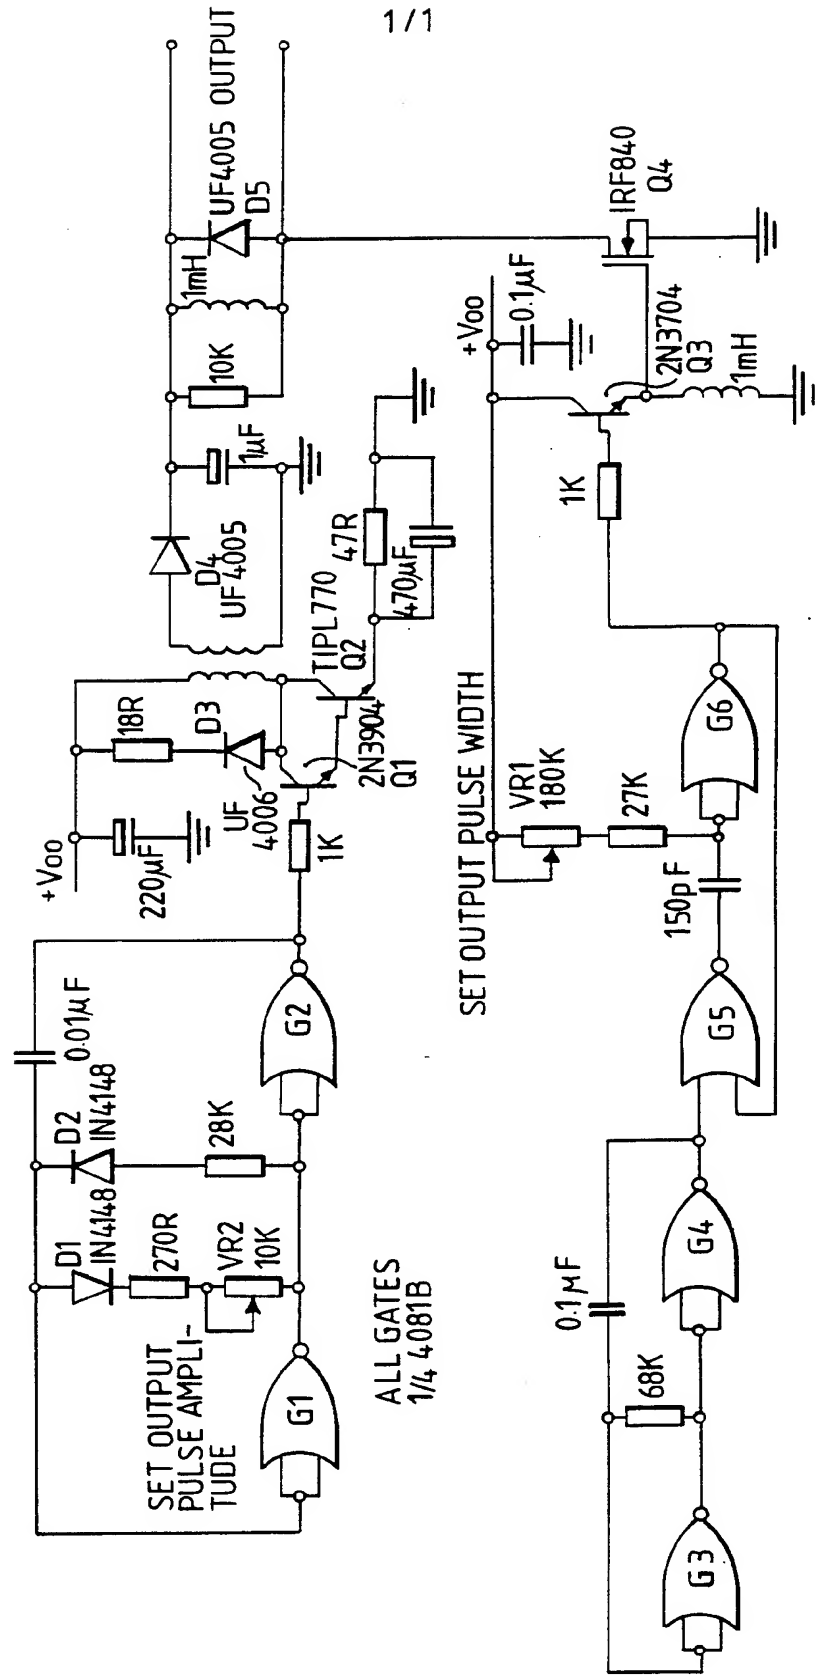 1/1
+VDD
220µF
18R
D3
UF
4006
1K
2N3904
Q1
TIPL770
Q2
47R
470µF
D4
UF4005
1µF
10K
1mH
UF4005 OUTPUT
D5
0.01µF
D1
IN4148
D2
IN4148
270R
VR2
10K
28K
SET OUTPUT
PULSE AMPLI-
TUDE
G1
G2
ALL GATES
1/4 4081B
SET OUTPUT PULSE WIDTH
VR1
180K
27K
150pF
G3
68K
0.1µF
G4
G5
G6
1K
+VDD
0.1µF
2N3704
Q3
1mH
IRF840
Q4